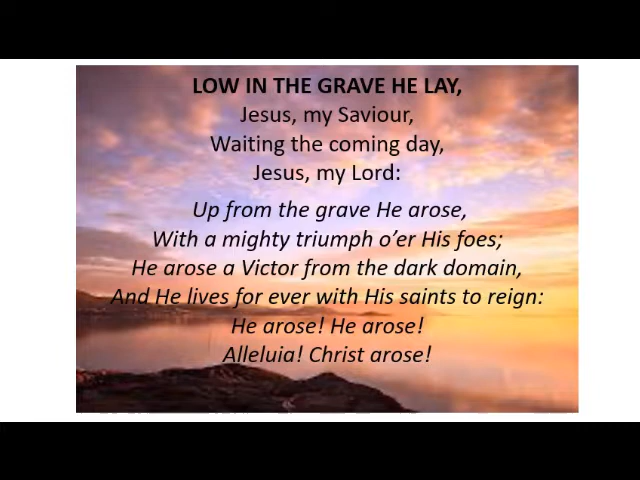 LOW IN THE GRAVE HE LAY,
Jesus, my Saviour,
Waiting the coming day,
Jesus, my Lord:
Up from the grave He arose,
With a mighty triumph o’er His foes;
He arose a Victor from the dark domain,
And He lives for ever with His saints to reign:
He arose! He arose!
Alleluia! Christ arose!